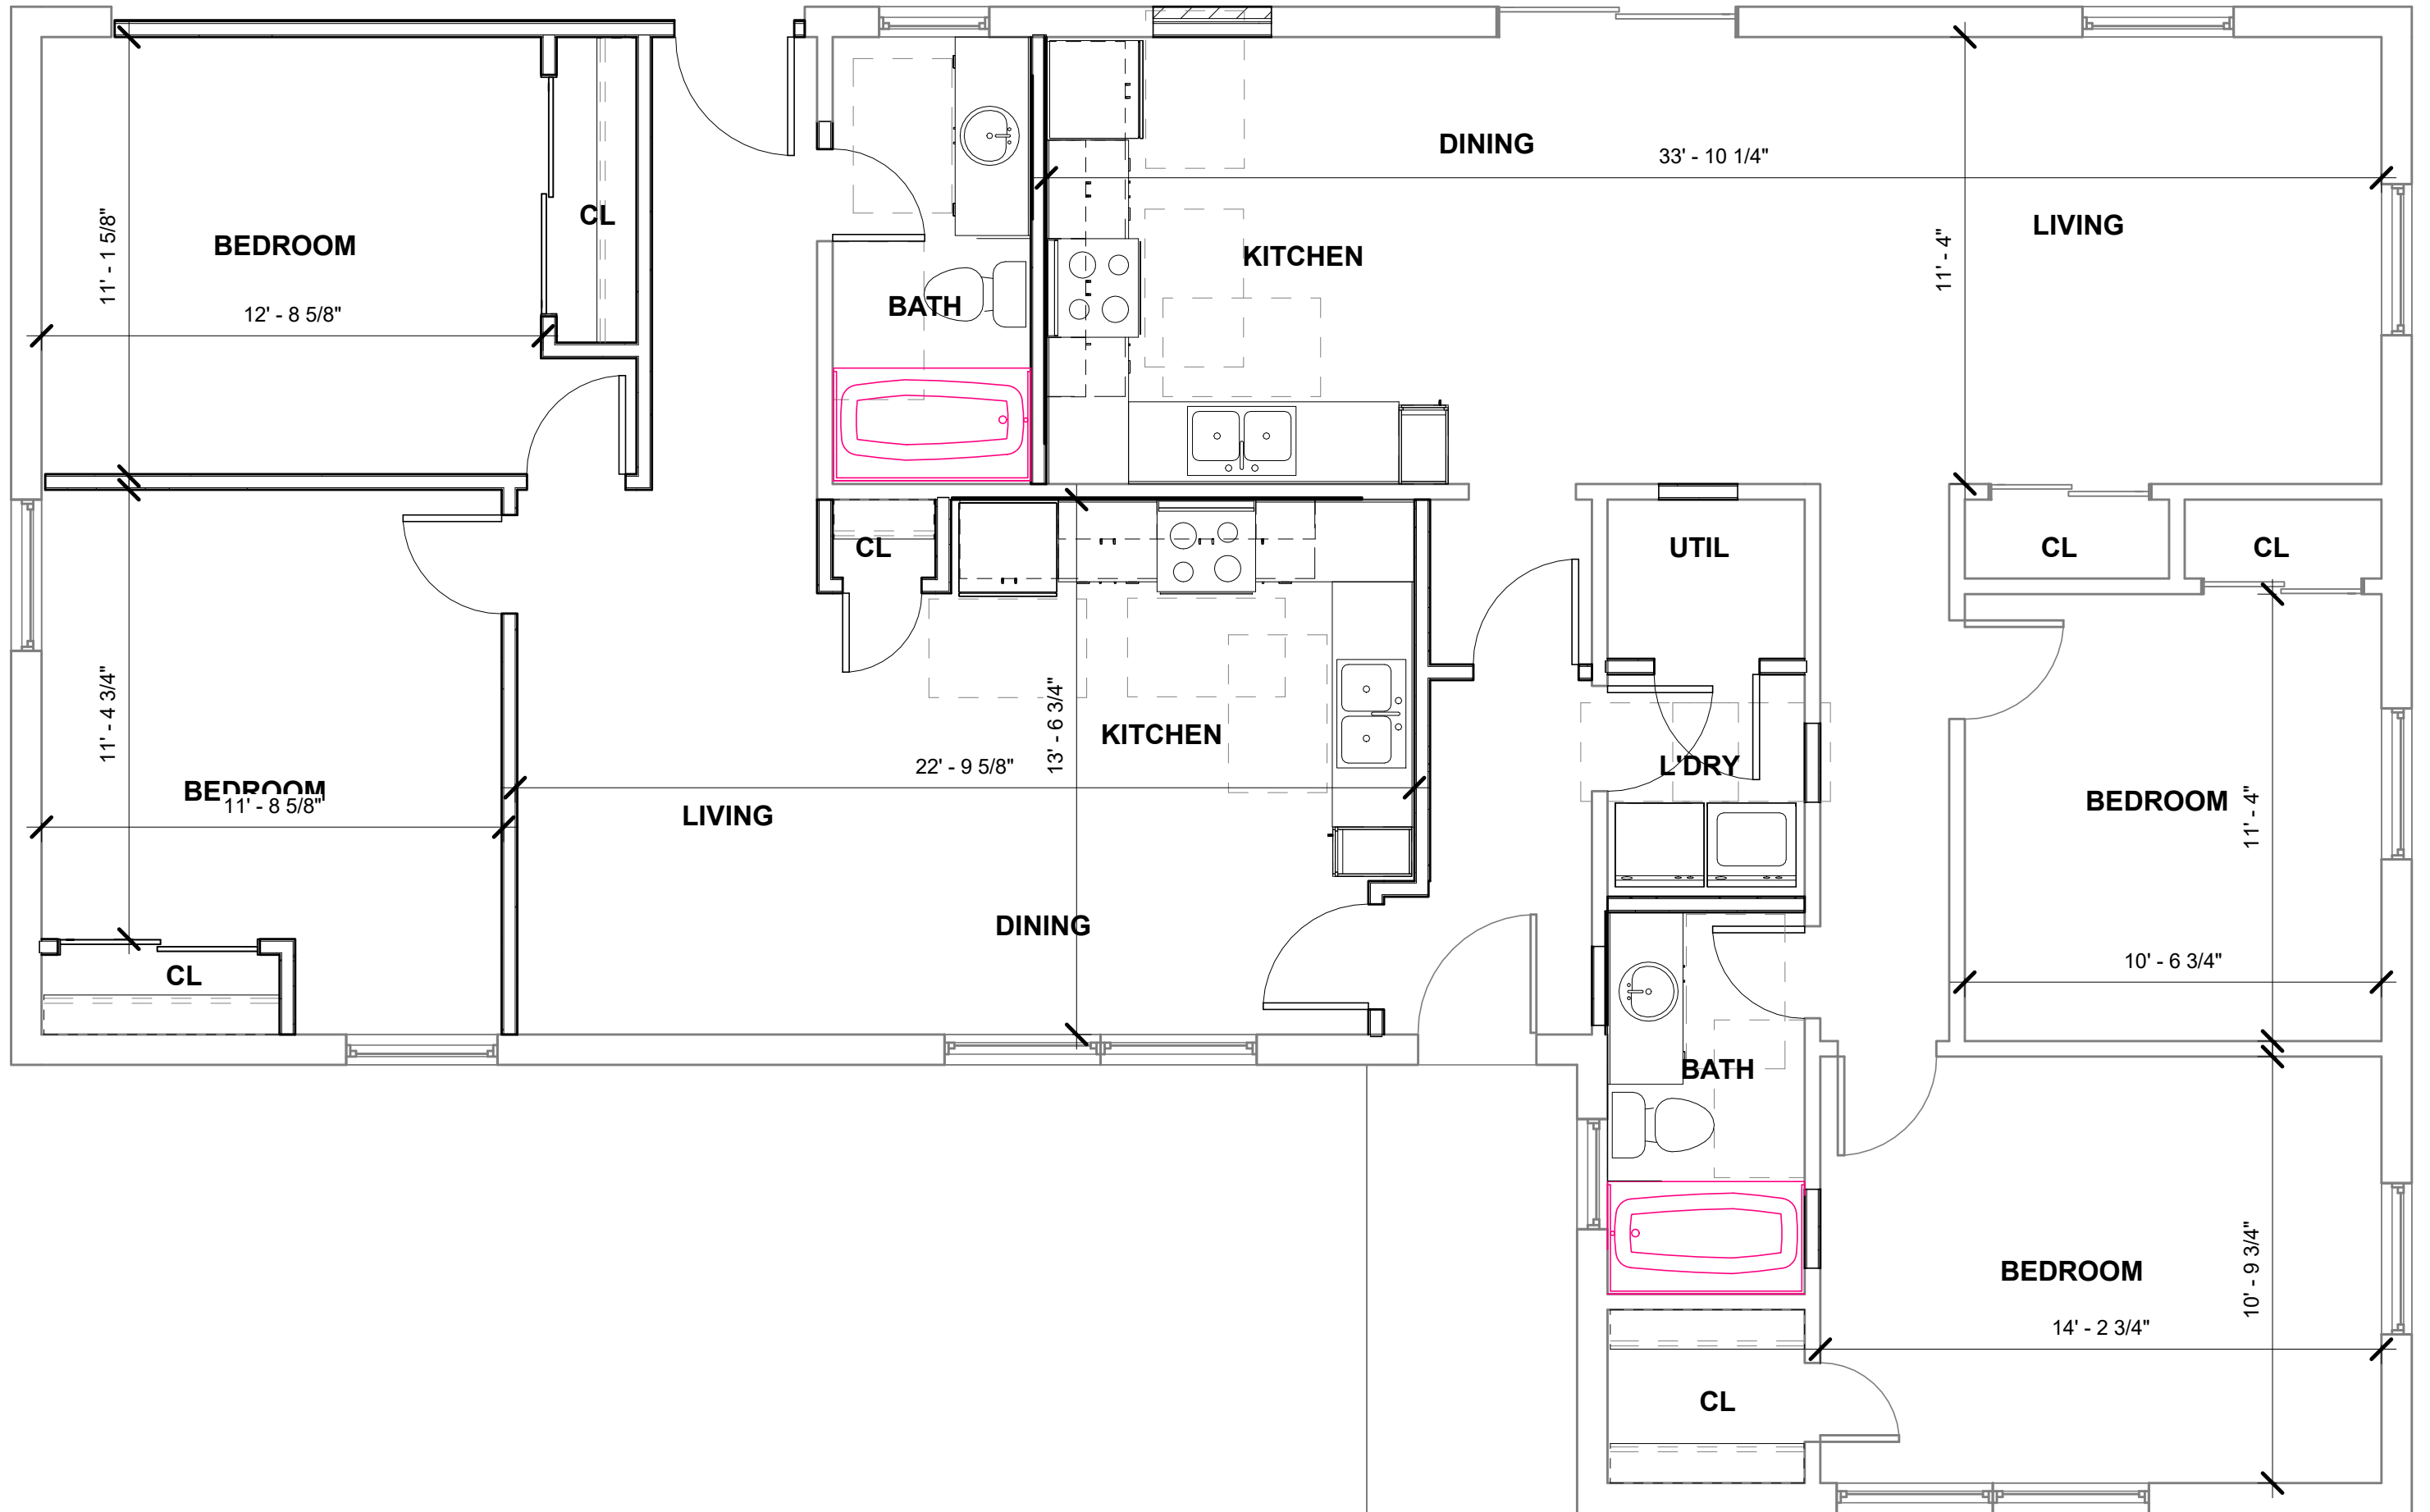 DINING
33' - 10 1/4"
CL
LIVING
BEDROOM
11' - 1 5/8"
11' - 4"
KITCHEN
BATH
12' - 8 5/8"
CL
UTIL
CL
CL
11' - 4 3/4"
13' - 6 3/4"
KITCHEN
22' - 9 5/8"
L'DRY
BEDROOM
11' - 8 5/8"
LIVING
BEDROOM
11' - 4"
DINING
CL
10' - 6 3/4"
BATH
BEDROOM
10' - 9 3/4"
14' - 2 3/4"
CL